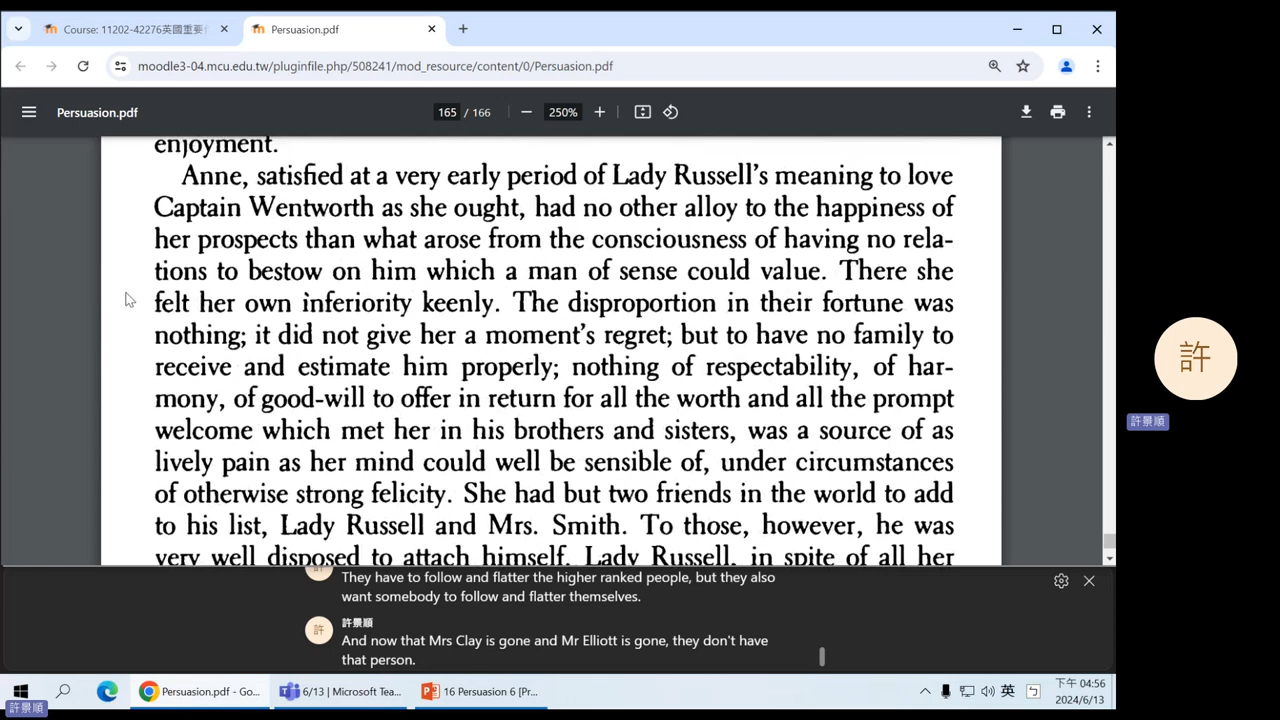 Course: 11202-42276英國重要
Persuasion.pdf
moodle3-04.mcu.edu.tw/pluginfile.php/508241/mod_resource/content/0/Persuasion.pdf
Persuasion.pdf
165 / 166
250%
enjoyment.
Anne, satisfied at a very early period of Lady Russell's meaning to love
Captain Wentworth as she ought, had no other alloy to the happiness of
her prospects than what arose from the consciousness of having no rela-
tions to bestow on him which a man of sense could value. There she
felt her own inferiority keenly. The disproportion in their fortune was
nothing; it did not give her a moment's regret; but to have no family to
receive and estimate him properly; nothing of respectability, of har-
mony, of good-will to offer in return for all the worth and all the prompt
welcome which met her in his brothers and sisters, was a source of as
lively pain as her mind could well be sensible of, under circumstances
of otherwise strong felicity. She had but two friends in the world to add
to his list, Lady Russell and Mrs. Smith. To those, however, he was
very well disposed to attach himself. Lady Russell, in spite of all her
許
許景順
許
They have to follow and flatter the higher ranked people, but they also
want somebody to follow and flatter themselves.
許
許景順
And now that Mrs Clay is gone and Mr Elliott is gone, they don't have
that person.
Persuasion.pdf - Go...
6/13 | Microsoft Tea...
16 Persuasion 6 [Pr...
英
下午 04:56
2024/6/13
許景順